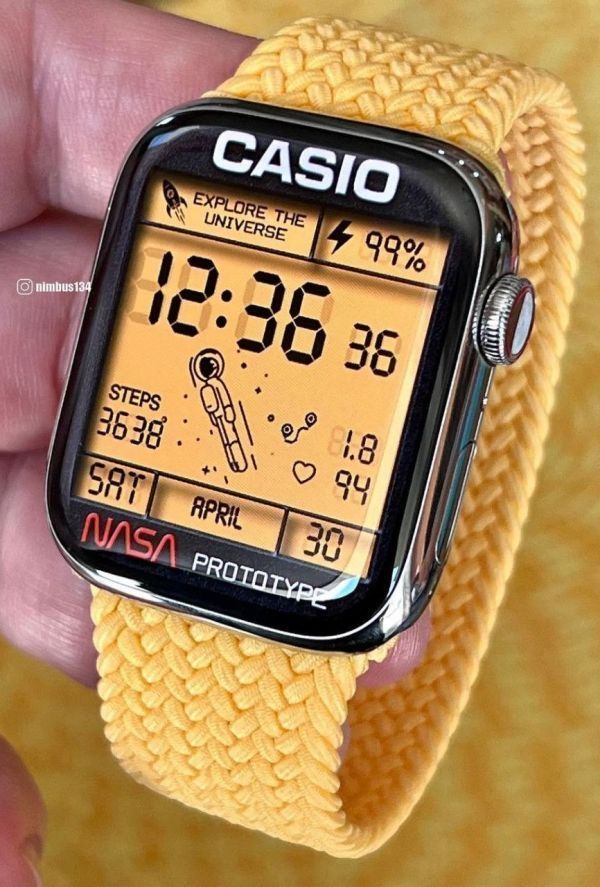 CASIO
EXPLORE THE
UNIVERSE
99%
12:36 36
STEPS
3638
1.8
94
SAT APRIL 30
NASA PROTOTYPE
nimbus134